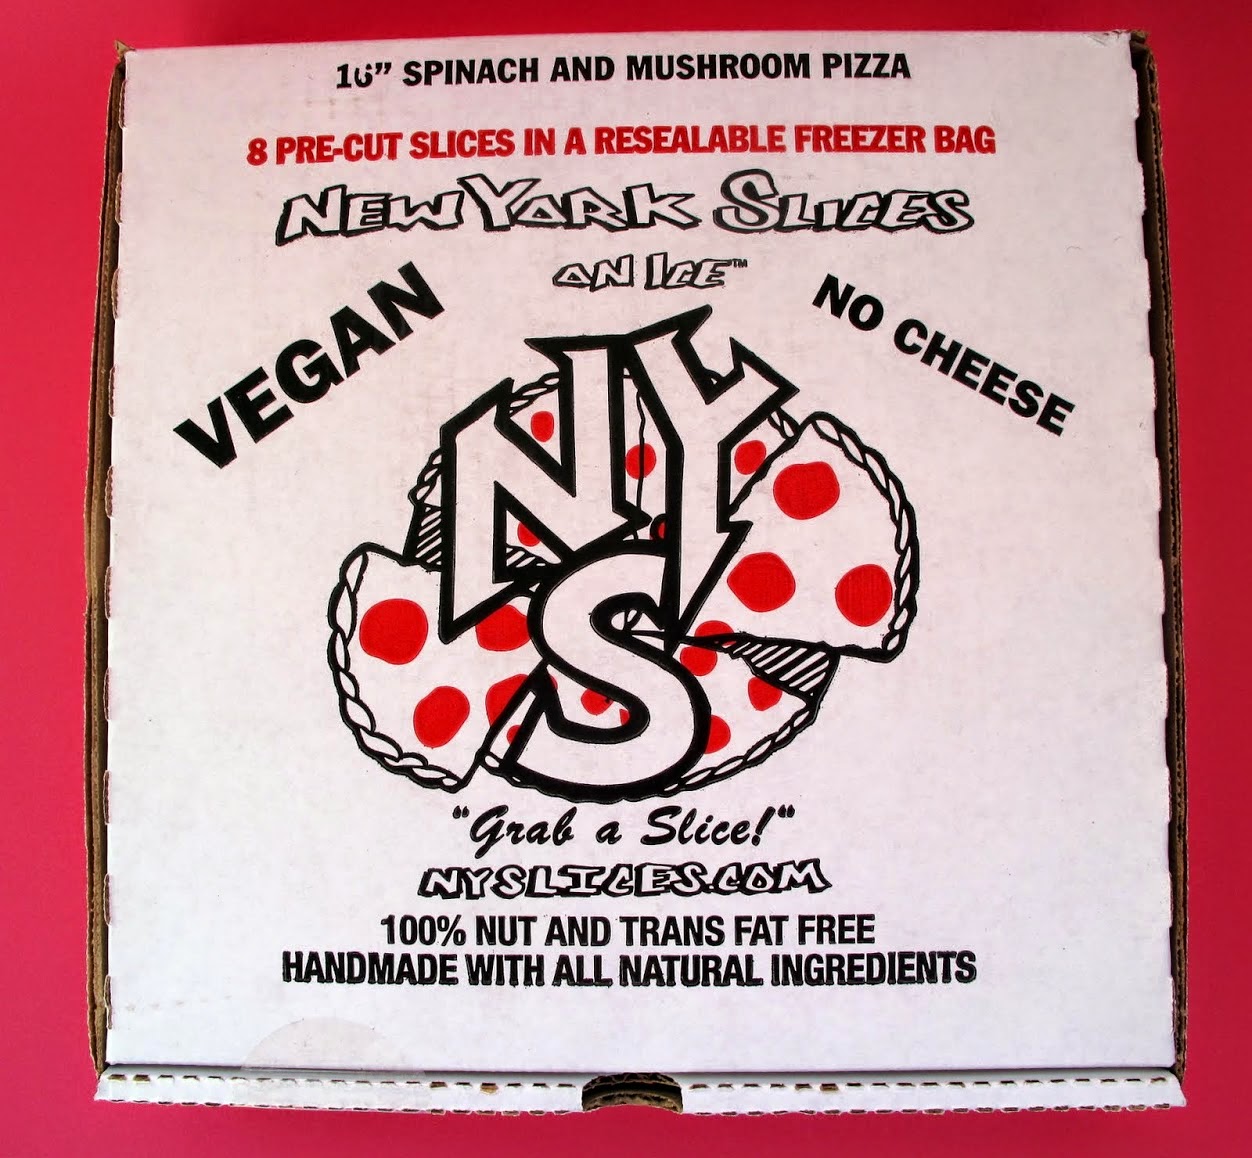 16” SPINACH AND MUSHROOM PIZZA
8 PRE-CUT SLICES IN A RESEALABLE FREEZER BAG
NEW YORK SLICES
ON ICE™
VEGAN
NO CHEESE
NYS
“Grab a Slice!“
NYSLICES.COM
100% NUT AND TRANS FAT FREE
HANDMADE WITH ALL NATURAL INGREDIENTS